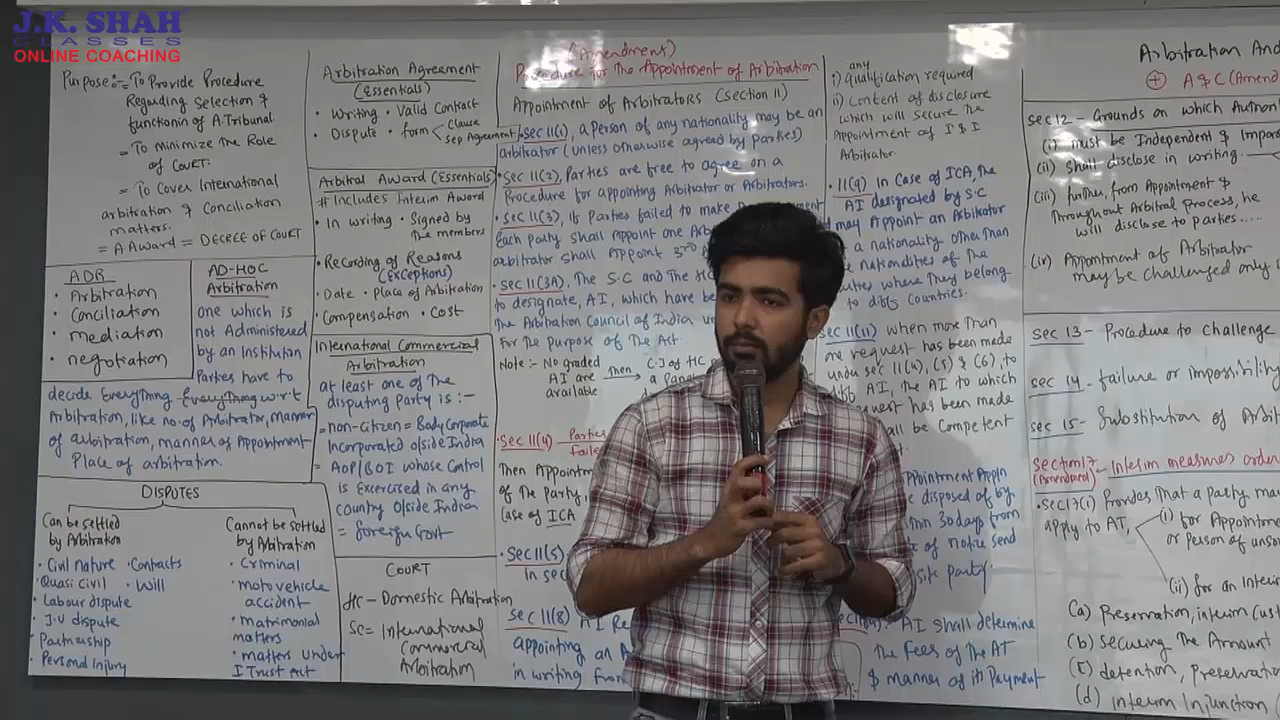 J.K. SHAH
CLASSES
ONLINE COACHING
Purpose:- = To Provide Procedure
Regarding Selection &
functionin of A.Tribunal
= To Minimize the Role
of Court.
= To Cover International
arbitration & Conciliation
matters.
= A Award = DECREE OF COURT
ADR
· Arbitration
· Conciliation
· mediation
· negotiation
AD-HOC
Arbitration
one which is
not Administered
by an Institution
Parties have to
decide Everything Everything w.r.t
Arbitration, like no. of Arbitrator, manner
of arbitration, manner of Appointment
Place of arbitration.
DISPUTES
Can be settled
by Arbitration
· Civil nature · Contracts
· Quasi civil · will
· Labour dispute
· J.V dispute
· Partnership
· Personal Injury
Cannot be settled
by Arbitration
· Criminal
· motor vehicle
accident
· matrimonial
matters
· matters under
I Trust Act
Arbitration Agreement
(Essentials)
· Writing · Valid Contract
· Dispute · form < Clause
Sep Agreement
Arbitral Award (Essentials)
# Includes Interim Award
· In writing · Signed by
the members
· Recording of Reasons
(Exceptions)
· Date · Place of Arbitration
· Compensation · Cost
International Commercial
Arbitration
at least one of the
disputing party is :-
= non-citizen = Body Corporate
Incorporated o/side India
= AOP/BOI whose Control
is Excercised in any
country o/side India
= foreign Govt
COURT
HC - Domestic Arbitration
SC = International
Commercial
Arbitration
(Amendment)
Procedure for the Appointment of Arbitration
Appointment of Arbitrators (Section 11)
· Sec 11(1), a Person of any nationality may be an
arbitrator (unless otherwise agreed by parties)
· Sec 11(2), Parties are free to agree on a
Procedure for appointing Arbitrator or Arbitrators.
· Sec 11(3), if Parties failed to make
Each party shall Appoint one
arbitrator shall Appoint 3rd
· Sec 11(3A), The S.C and the
to designate, AI, which have
the Arbitration Council of India
for the purpose of the Act
Note :- No graded
AI are
available
then →
C.J of HC
a
Sec 11(4) - Parties
Then
of the Party,
Case of ICA
· Sec 11(5)
Sec 11(8) AI
appointing an
in writing from
any
i) qualification required
ii) Content of disclosure
which will secure the
Appointment of I & I
Arbitrator.
· 11(9) In Case of ICA, the
AI designated by S.C
may Appoint an Arbitrator
a nationality other than
nationalities of the
where They belong
to diff countries.
Sec 11(11) when more than
one request has been made
under sec 11(4), (5) & (6), to
diff AI, the AI to which
request has been made
be competent
Appointment Appln
disposed of by
30 days from
of notice send
party.
AI shall determine
the Fees of the AT
& manner of its Payment
Arbitration And
⊕ A & C (Amend
Sec 12 - Grounds on which
(i) must be Independent &
(ii) Shall disclose in writing.
(iii) further, from Appointment &
Throughout Arbitral process, he
will disclose to parties.....
(iv) Appointment of Arbitrator
may be challenged only
Sec 13 - Procedure to challenge
Sec 14 - failure or impossibility
Sec 15 - Substitution of
Section 17 - Interim measures
(Amendment)
· Sec 17(1) Provides That a party
apply to AT,
(i) for
or Person of
(ii) for an
(a) Preservation, interim
(b) Securing the Amount
(c) detention,
(d) interim Injunction